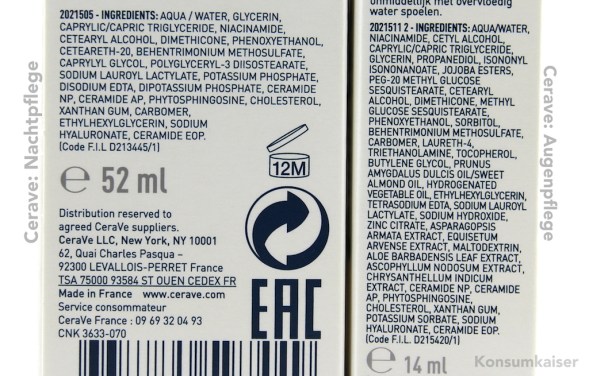 Cerave: Nachtpflege
2021505 - INGREDIENTS: AQUA / WATER, GLYCERIN,
CAPRYLIC/CAPRIC TRIGLYCERIDE, NIACINAMIDE,
CETEARYL ALCOHOL, DIMETHICONE, PHENOXYETHANOL,
CETEARETH-20, BEHENTRIMONIUM METHOSULFATE,
CAPRYLYL GLYCOL, POLYGLYCERYL-3 DIISOSTEARATE,
SODIUM LAUROYL LACTYLATE, POTASSIUM PHOSPHATE,
DISODIUM EDTA, DIPOTASSIUM PHOSPHATE, CERAMIDE
NP, CERAMIDE AP, PHYTOSPHINGOSINE, CHOLESTEROL,
XANTHAN GUM, CARBOMER,
ETHYLHEXYLGLYCERIN, SODIUM
HYALURONATE, CERAMIDE EOP.
(Code F.I.L D213445/1)
12M
e 52 ml
Distribution reserved to
agreed CeraVe suppliers.
CeraVe LLC, New York, NY 10001
62, Quai Charles Pasqua –
92300 LEVALLOIS-PERRET France
TSA 75000 93584 ST OUEN CEDEX FR
Made in France www.cerave.com
Service consommateur
CeraVe France : 09 69 32 04 93
CNK 3633-070
EAC
onmiddellijk met overvloedig
water spoelen.
2021511 2 - INGREDIENTS: AQUA/WATER,
NIACINAMIDE, CETYL ALCOHOL,
CAPRYLIC/CAPRIC TRIGLYCERIDE,
GLYCERIN, PROPANEDIOL, ISONONYL
ISONONANOATE, JOJOBA ESTERS,
PEG-20 METHYL GLUCOSE
SESQUISTEARATE, CETEARYL
ALCOHOL, DIMETHICONE, METHYL
GLUCOSE SESQUISTEARATE,
PHENOXYETHANOL, SORBITOL,
BEHENTRIMONIUM METHOSULFATE,
CARBOMER, LAURETH-4,
TRIETHANOLAMINE, TOCOPHEROL,
BUTYLENE GLYCOL, PRUNUS
AMYGDALUS DULCIS OIL/SWEET
ALMOND OIL, HYDROGENATED
VEGETABLE OIL, ETHYLHEXYLGLYCERIN,
TETRASODIUM EDTA, SODIUM LAUROYL
LACTYLATE, SODIUM HYDROXIDE,
ZINC CITRATE, ASPARAGOPSIS
ARMATA EXTRACT, EQUISETUM
ARVENSE EXTRACT, MALTODEXTRIN,
ALOE BARBADENSIS LEAF EXTRACT,
ASCOPHYLLUM NODOSUM EXTRACT,
CHRYSANTHELLUM INDICUM
EXTRACT, CERAMIDE NP, CERAMIDE
AP, PHYTOSPHINGOSINE,
CHOLESTEROL, XANTHAN GUM,
POTASSIUM SORBATE, SODIUM
HYALURONATE, CERAMIDE EOP.
(Code F.I.L. D215420/1)
e 14 ml
Cerave: Augenpflege
Konsumkaiser